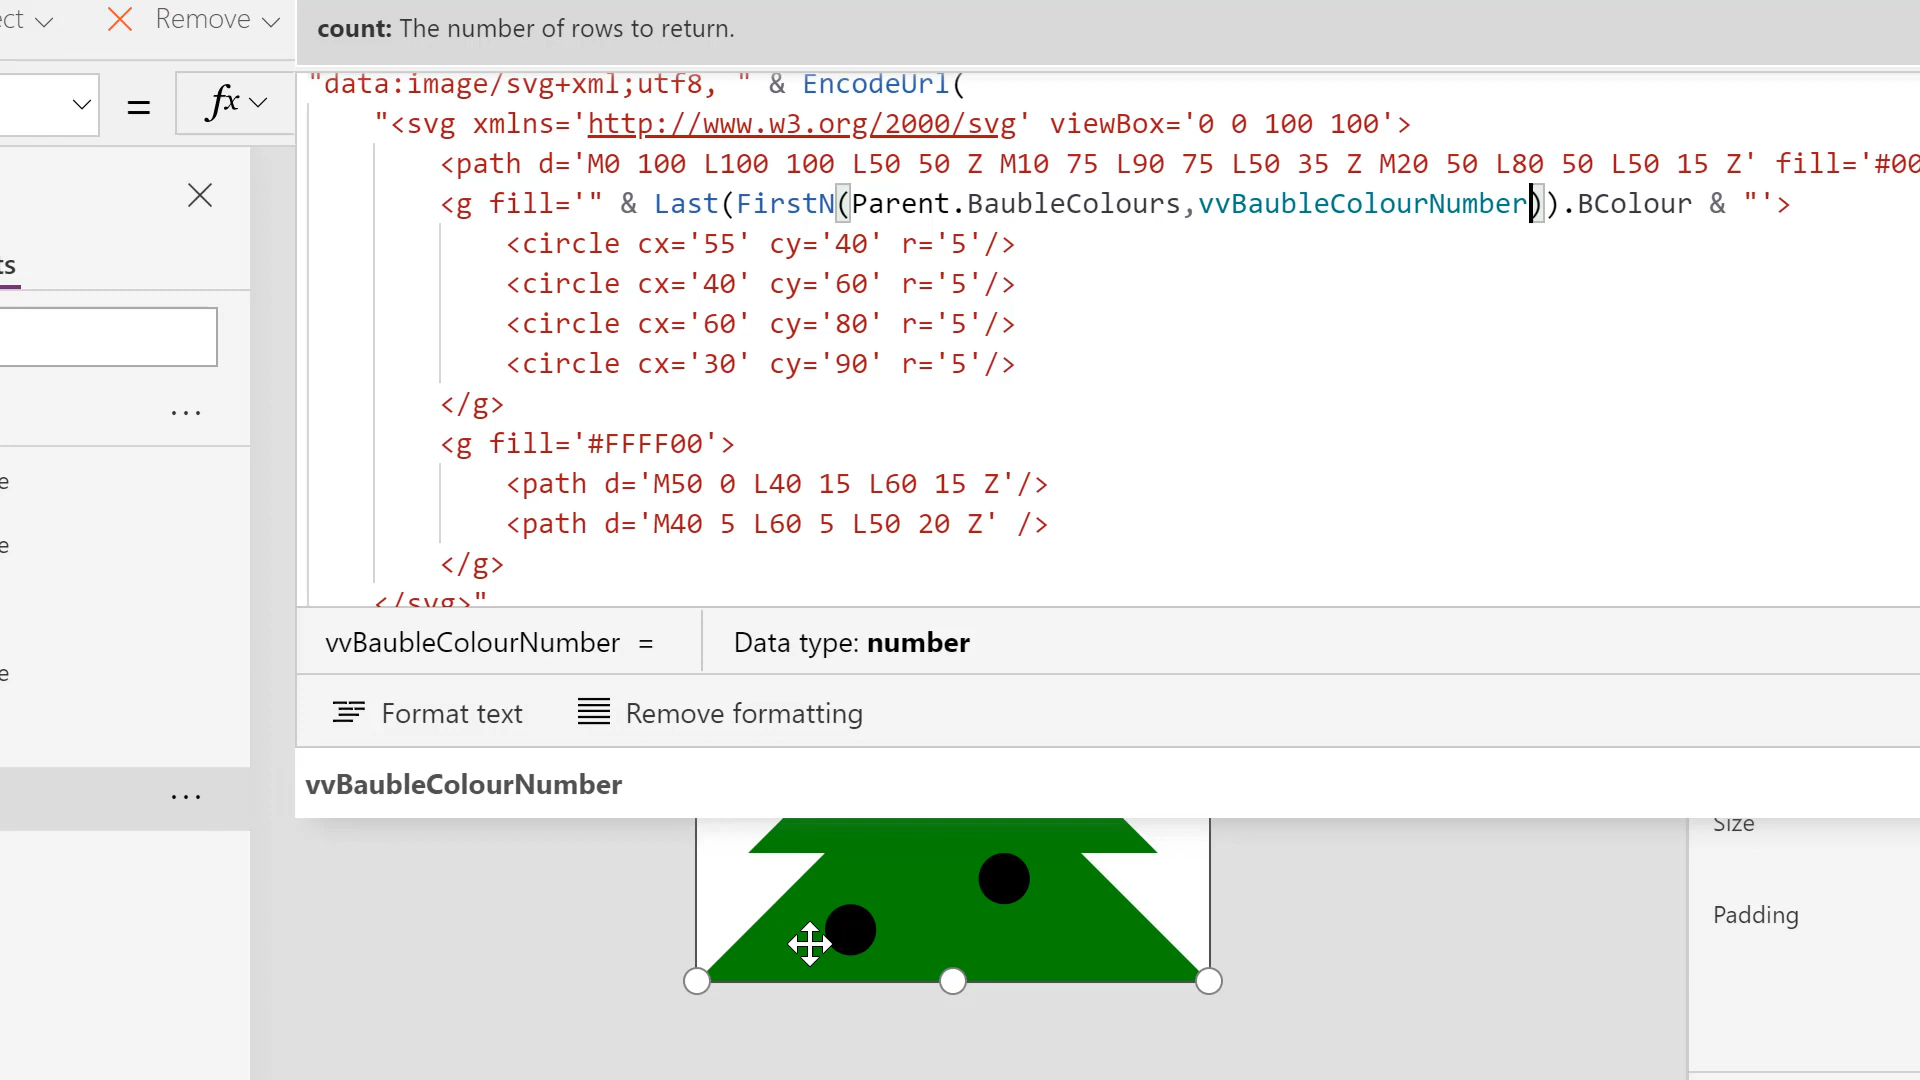 ct
Remove
count: The number of rows to return.
= fx
"data:image/svg+xml;utf8, " & EncodeUrl(
"<svg xmlns='http://www.w3.org/2000/svg' viewBox='0 0 100 100'>
<path d='M0 100 L100 100 L50 50 Z M10 75 L90 75 L50 35 Z M20 50 L80 50 L50 15 Z' fill='#00
<g fill='" & Last(FirstN(Parent.BaubleColours,vvBaubleColourNumber)).BColour & "'>
<circle cx='55' cy='40' r='5'/>
<circle cx='40' cy='60' r='5'/>
<circle cx='60' cy='80' r='5'/>
<circle cx='30' cy='90' r='5'/>
</g>
<g fill='#FFFF00'>
<path d='M50 0 L40 15 L60 15 Z'/>
<path d='M40 5 L60 5 L50 20 Z' />
</g>
</svg>"
ts
...
e
e
e
...
vvBaubleColourNumber =
Data type: number
Format text
Remove formatting
vvBaubleColourNumber
Size
Padding